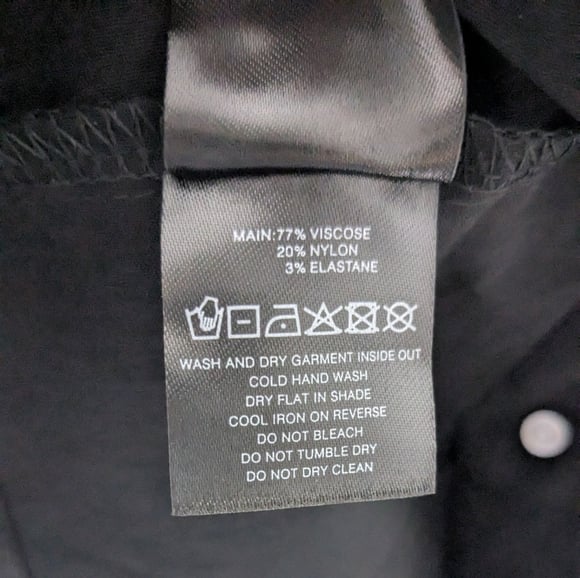 MAIN:77% VISCOSE
20% NYLON
3% ELASTANE
WASH AND DRY GARMENT INSIDE OUT
COLD HAND WASH
DRY FLAT IN SHADE
COOL IRON ON REVERSE
DO NOT BLEACH
DO NOT TUMBLE DRY
DO NOT DRY CLEAN